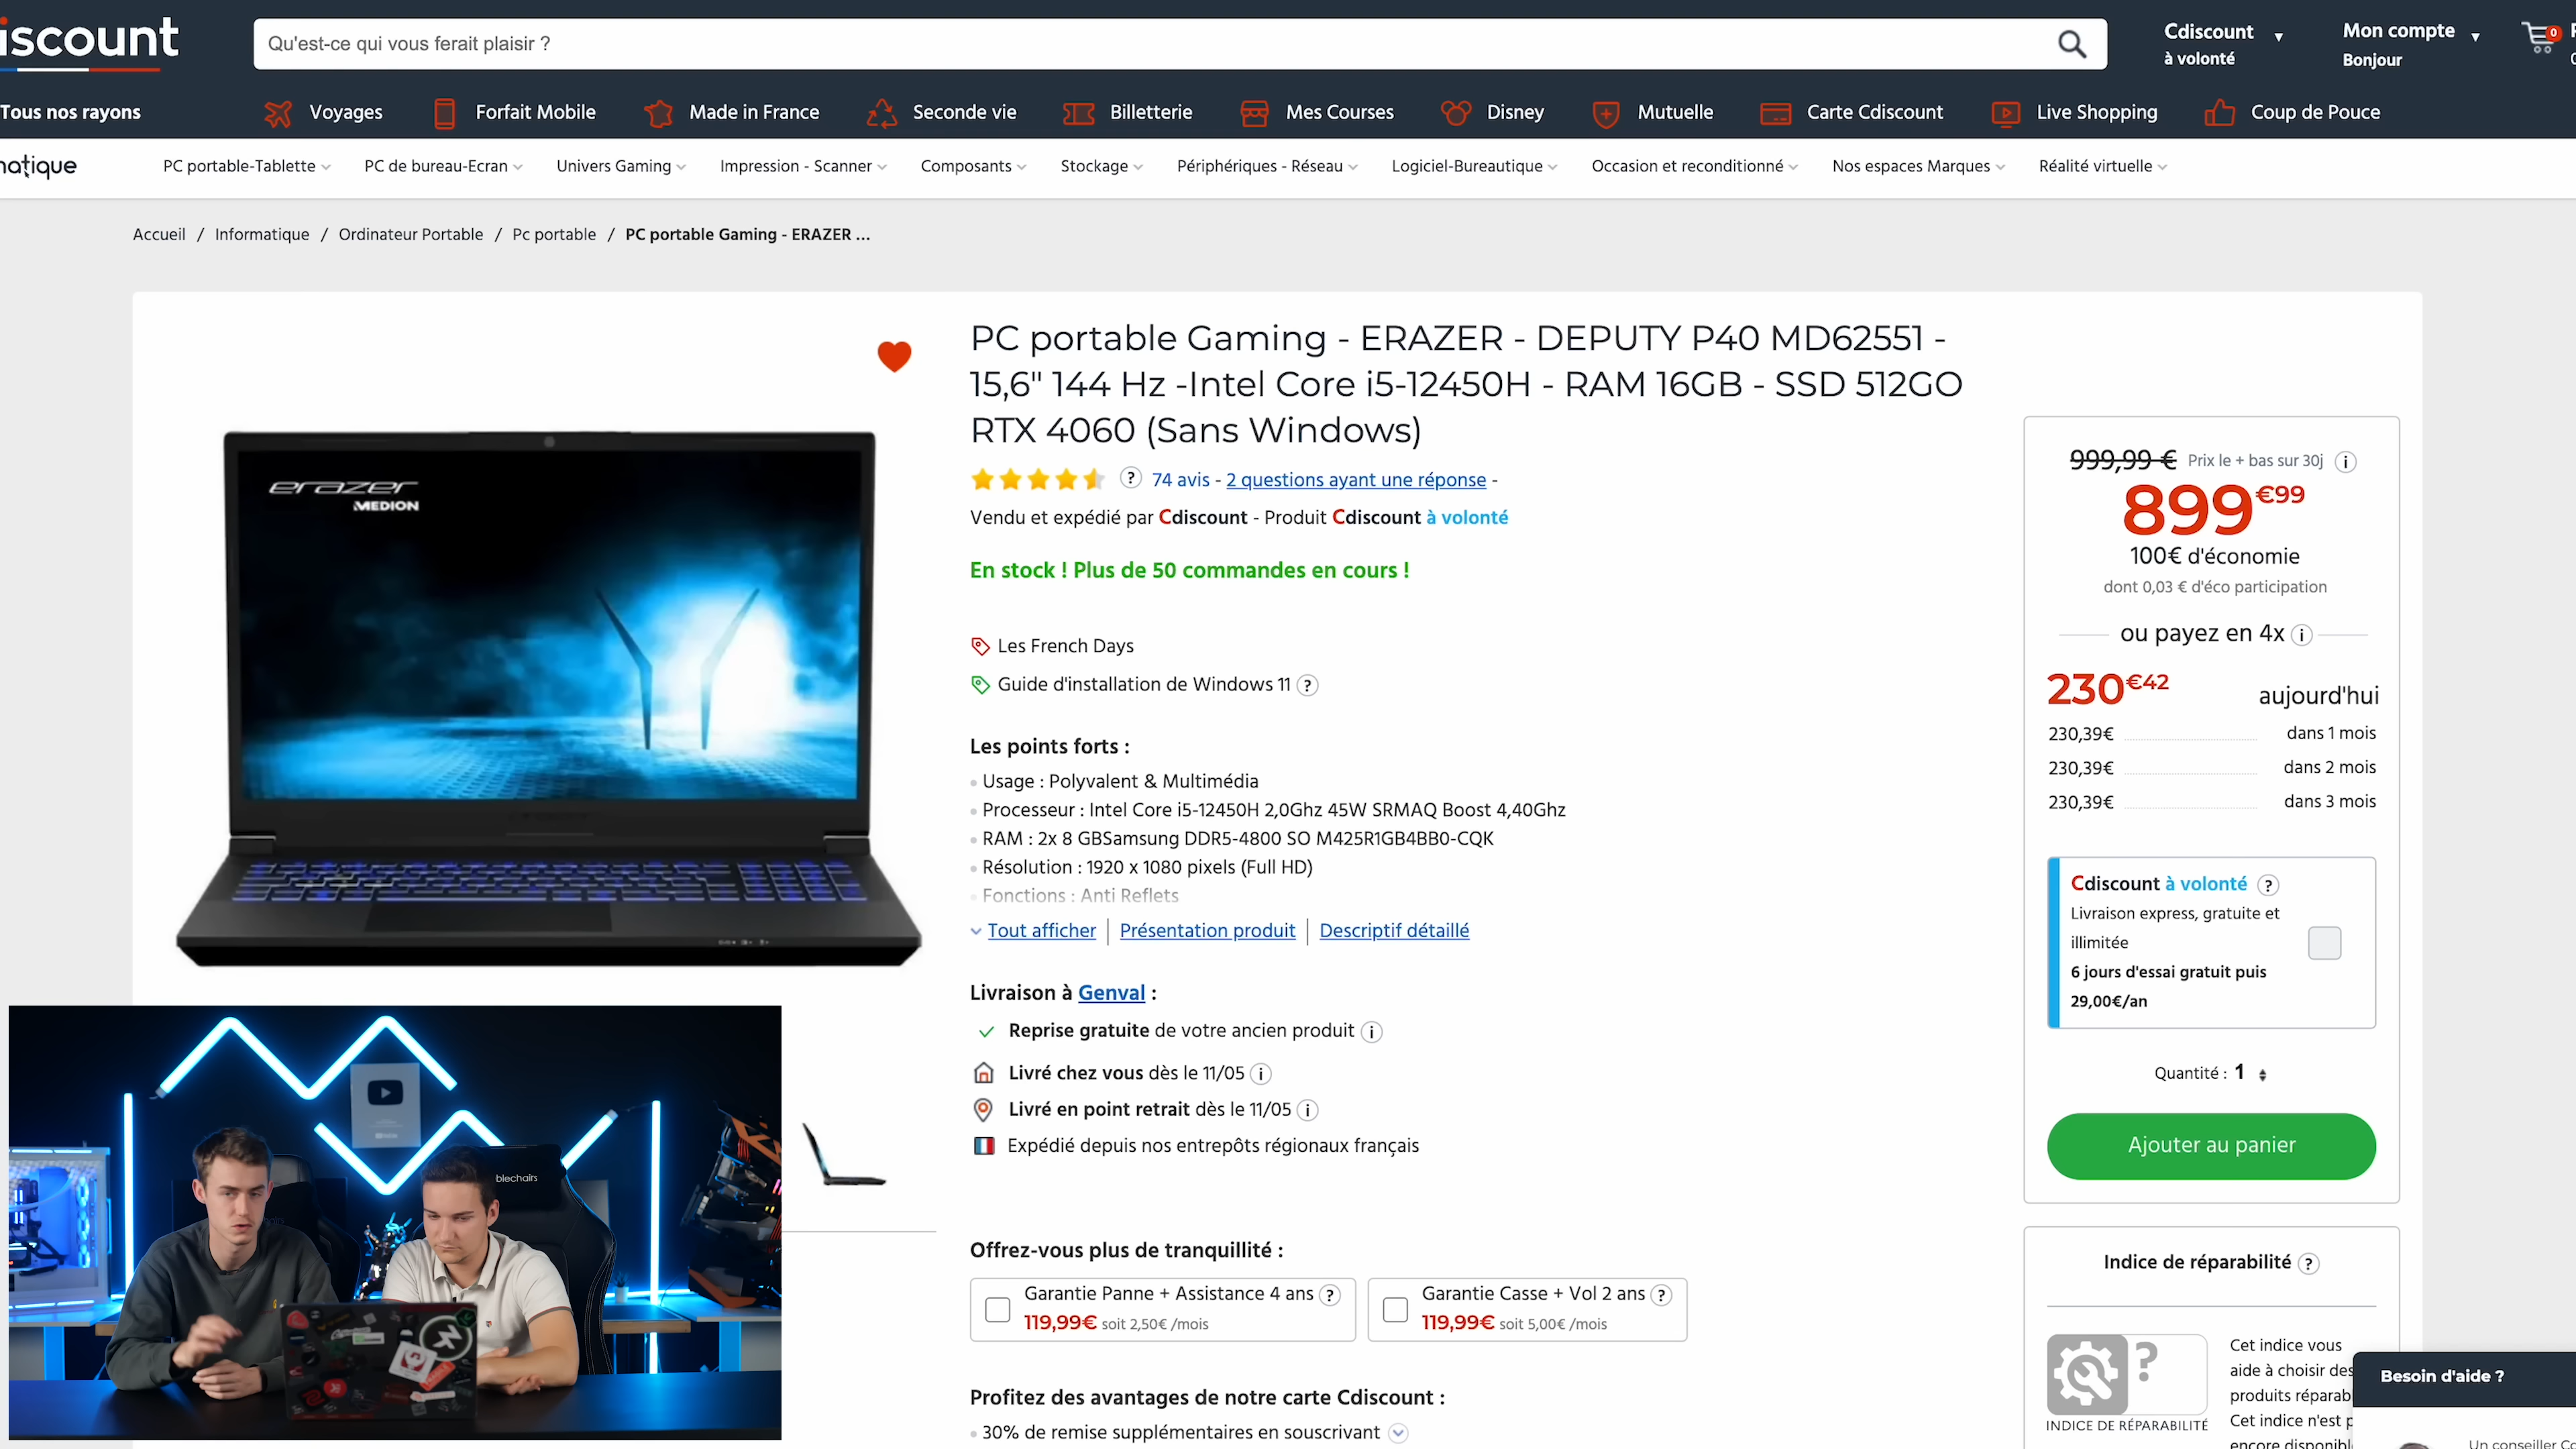 iscount
Qu'est-ce qui vous ferait plaisir ?
Cdiscount
à volonté
Mon compte
Bonjour
0
Tous nos rayons
Voyages
Forfait Mobile
Made in France
Seconde vie
Billetterie
Mes Courses
Disney
Mutuelle
Carte Cdiscount
Live Shopping
Coup de Pouce
natique
PC portable-Tablette
PC de bureau-Ecran
Univers Gaming
Impression - Scanner
Composants
Stockage
Périphériques - Réseau
Logiciel-Bureautique
Occasion et reconditionné
Nos espaces Marques
Réalité virtuelle
Accueil / Informatique / Ordinateur Portable / Pc portable / PC portable Gaming - ERAZER ...
erazer
MEDION
PC portable Gaming - ERAZER - DEPUTY P40 MD62551 -
15,6" 144 Hz -Intel Core i5-12450H - RAM 16GB - SSD 512GO
RTX 4060 (Sans Windows)
? 74 avis - 2 questions ayant une réponse -
Vendu et expédié par Cdiscount - Produit Cdiscount à volonté
En stock ! Plus de 50 commandes en cours !
Les French Days
Guide d'installation de Windows 11 ?
Les points forts :
Usage : Polyvalent & Multimédia
Processeur : Intel Core i5-12450H 2,0Ghz 45W SRMAQ Boost 4,40Ghz
RAM : 2x 8 GBSamsung DDR5-4800 SO M425R1GB4BB0-CQK
Résolution : 1920 x 1080 pixels (Full HD)
Fonctions : Anti Reflets
Tout afficher | Présentation produit | Descriptif détaillé
Livraison à Genval :
Reprise gratuite de votre ancien produit i
Livré chez vous dès le 11/05 i
Livré en point retrait dès le 11/05 i
Expédié depuis nos entrepôts régionaux français
Offrez-vous plus de tranquillité :
Garantie Panne + Assistance 4 ans ?
119,99€ soit 2,50€ /mois
Garantie Casse + Vol 2 ans ?
119,99€ soit 5,00€ /mois
Profitez des avantages de notre carte Cdiscount :
30% de remise supplémentaires en souscrivant
999,99 € Prix le + bas sur 30j i
899€99
100€ d'économie
dont 0,03 € d'éco participation
ou payez en 4x i
230€42 aujourd'hui
230,39€ dans 1 mois
230,39€ dans 2 mois
230,39€ dans 3 mois
Cdiscount à volonté ?
Livraison express, gratuite et
illimitée
6 jours d'essai gratuit puis
29,00€/an
Quantité : 1
Ajouter au panier
Indice de réparabilité ?
?
INDICE DE RÉPARABILITÉ
Cet indice vous
aide à choisir des
produits réparab
Cet indice n'est p
encore disponibl
Besoin d'aide ?
Un conseiller C
blechairs